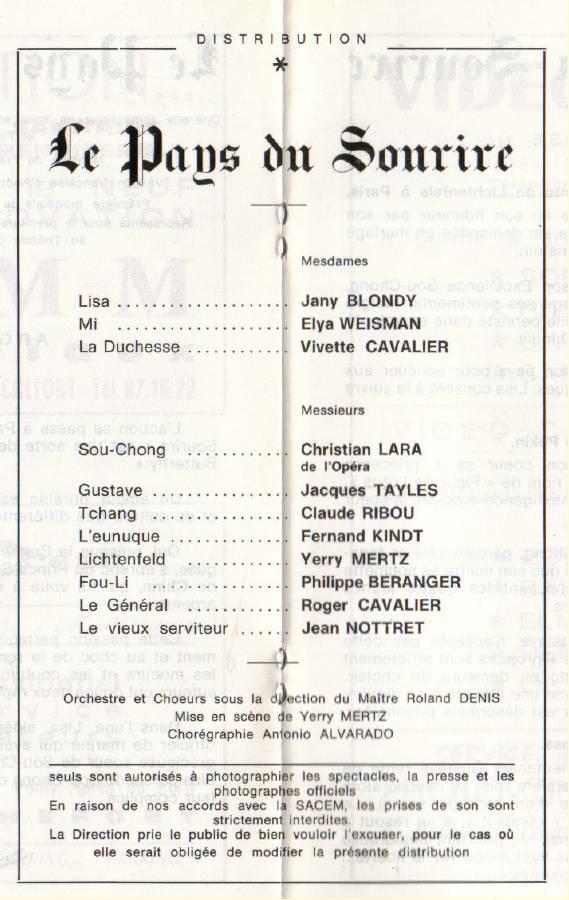 DISTRIBUTION
*
Le Pays du Sourire
Mesdames
Lisa .................... Jany BLONDY
Mi .................... Elya WEISMAN
La Duchesse ............ Vivette CAVALIER
Messieurs
Sou-Chong ............ Christian LARA
de l'Opéra
Gustave ............ Jacques TAYLES
Tchang ............ Claude RIBOU
L'eunuque ............ Fernand KINDT
Lichtenfeld ............ Yerry MERTZ
Fou-Li ............ Philippe BERANGER
Le Général ............ Roger CAVALIER
Le vieux serviteur ...... Jean NOTTRET
Orchestre et Choeurs sous la direction du Maître Roland DENIS
Mise en scène de Yerry MERTZ
Chorégraphie Antonio ALVARADO
seuls sont autorisés à photographier les spectacles, la presse et les
photographes officiels
En raison de nos accords avec la SACEM, les prises de son sont
strictement interdites.
La Direction prie le public de bien vouloir l'excuser, pour le cas où
elle serait obligée de modifier la présente distribution